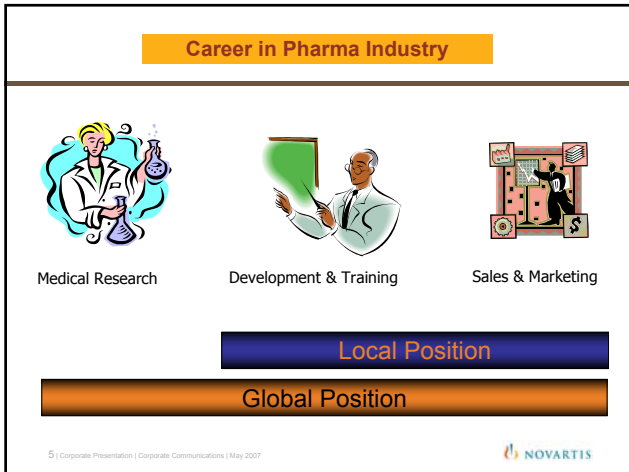 Career in Pharma Industry
Medical Research
Development & Training
Sales & Marketing
$
Local Position
Global Position
5 | Corporate Presentation | Corporate Communications | May 2007
NOVARTIS